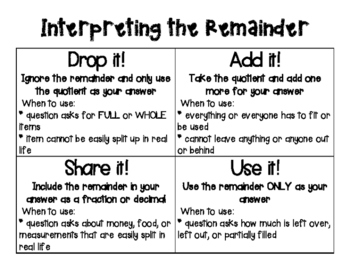 Interpreting the Remainder
Drop it!
Ignore the remainder and only use
the quotient as your answer
When to use:
* question asks for FULL or WHOLE
items
* item cannot be easily split up in real
life
Add it!
Take the quotient and add one
more for your answer
When to use:
* everything or everyone has to fit or
be used
* cannot leave anything or anyone out
or behind
Share it!
Include the remainder in your
answer as a fraction or decimal
When to use:
* question asks about money, food, or
measurements that are easily split in
real life
Use it!
Use the remainder ONLY as your
answer
When to use:
* question asks how much is left over,
left out, or partially filled